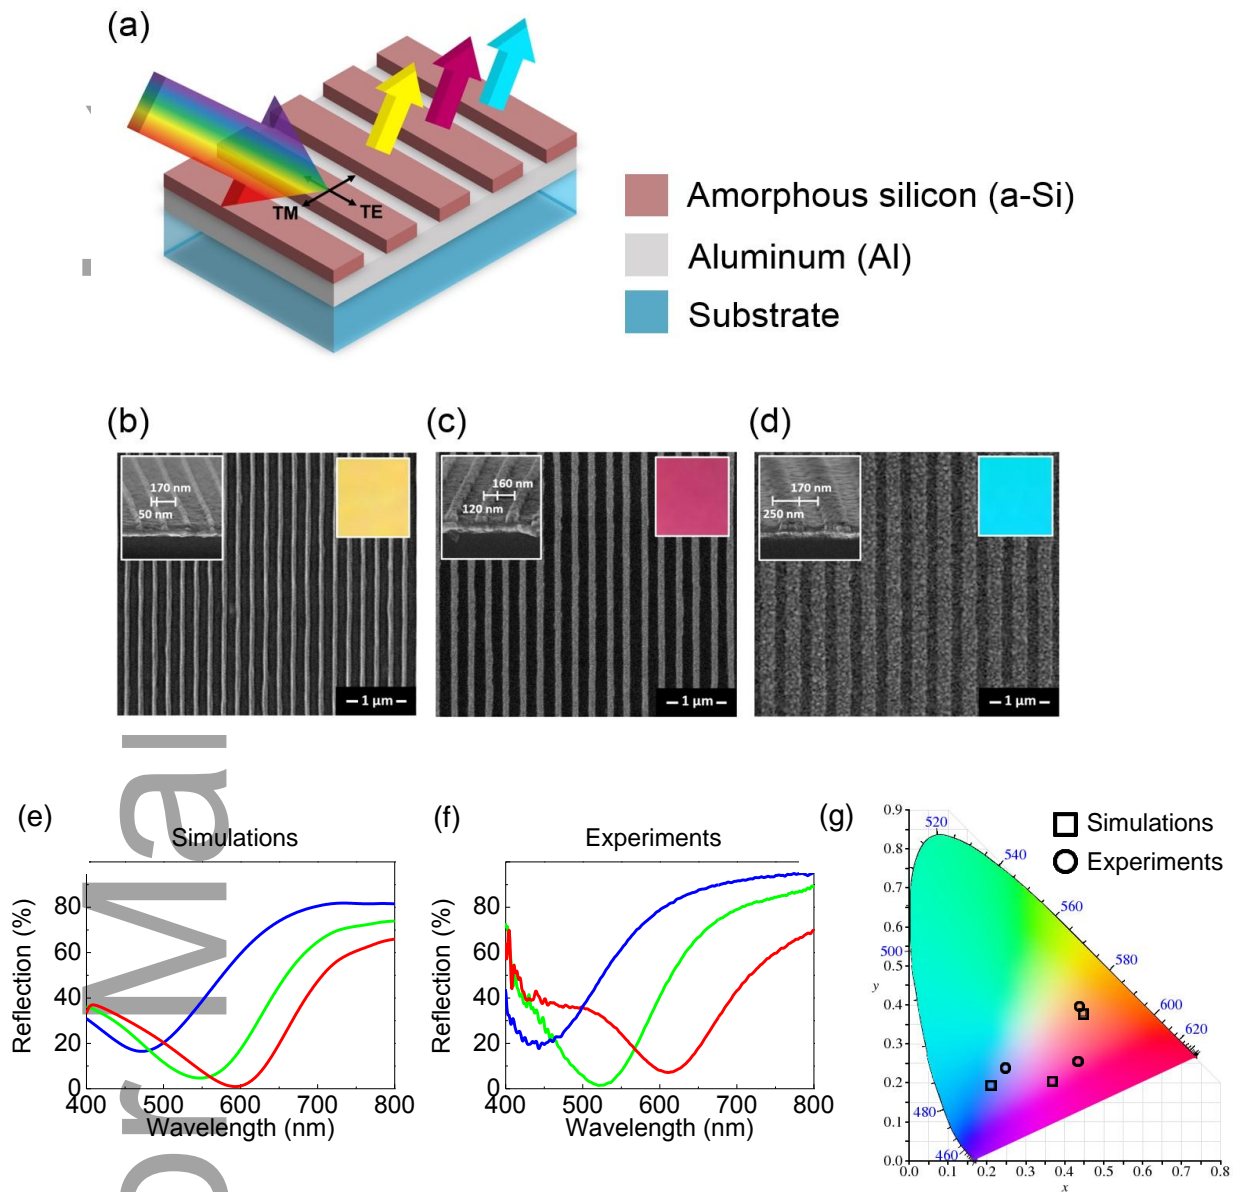 (a)
TM
TE
Amorphous silicon (a-Si)
Aluminum (Al)
Substrate
(b)
(c)
(d)
170 nm
50 nm
1 μm
160 nm
120 nm
1 μm
170 nm
250 nm
1 μm
(e)
Simulations
Reflection (%)
80
60
40
20
0
400 500 600 700 800
Wavelength (nm)
(f)
Experiments
Reflection (%)
80
60
40
20
0
400 500 600 700 800
Wavelength (nm)
(g)
Simulations
Experiments
0.9
0.8
0.7
0.6
0.5
y
0.4
0.3
0.2
0.1
0.0
520
540
560
500
580
600
620
480
460
0.0 0.1 0.2 0.3 0.4 0.5 0.6 0.7 0.8
x
or Mar